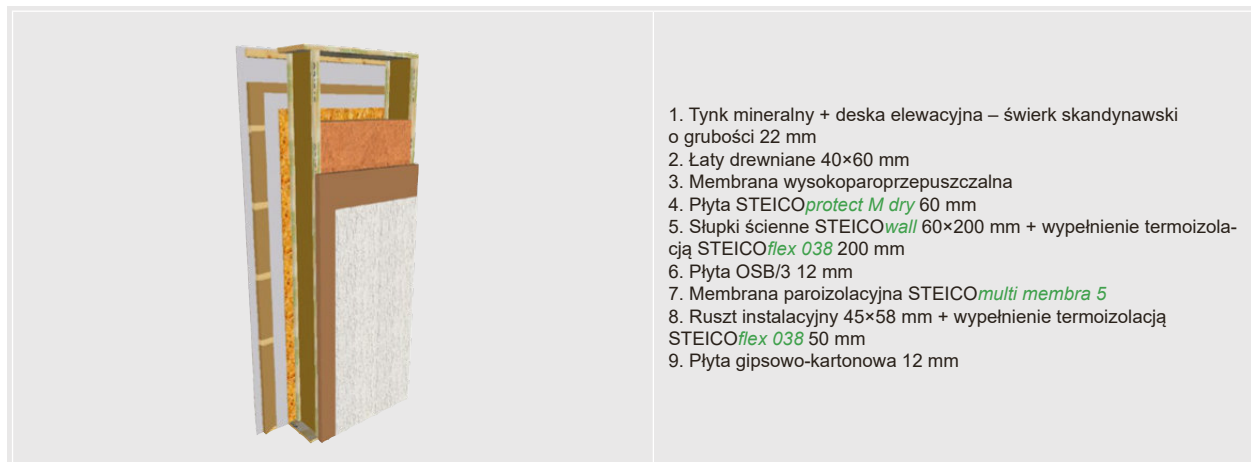 1. Tynk mineralny + deska elewacyjna – świerk skandynawski
o grubości 22 mm
2. Łaty drewniane 40×60 mm
3. Membrana wysokoparoprzepuszczalna
4. Płyta STEICOprotect M dry 60 mm
5. Słupki ścienne STEICOwall 60×200 mm + wypełnienie termoizola-
cją STEICOflex 038 200 mm
6. Płyta OSB/3 12 mm
7. Membrana paroizolacyjna STEICOmulti membra 5
8. Ruszt instalacyjny 45×58 mm + wypełnienie termoizolacją
STEICOflex 038 50 mm
9. Płyta gipsowo-kartonowa 12 mm